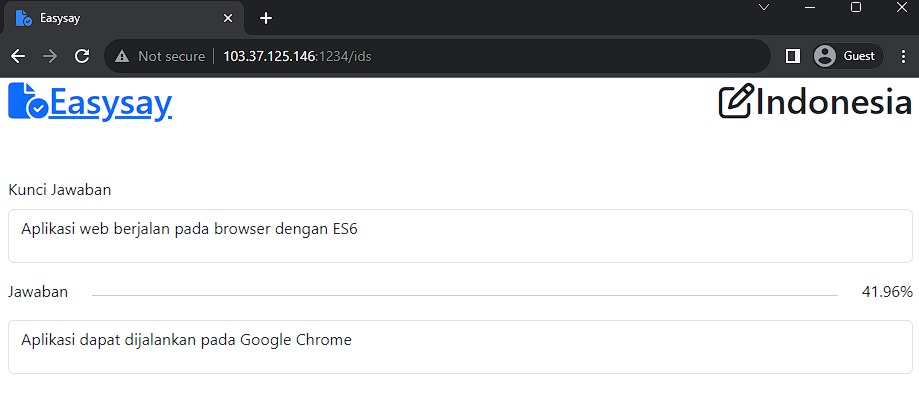 Easysay
Not secure 103.37.125.146:1234/ids Guest
Easysay Indonesia
Kunci Jawaban
Aplikasi web berjalan pada browser dengan ES6
Jawaban 41.96%
Aplikasi dapat dijalankan pada Google Chrome